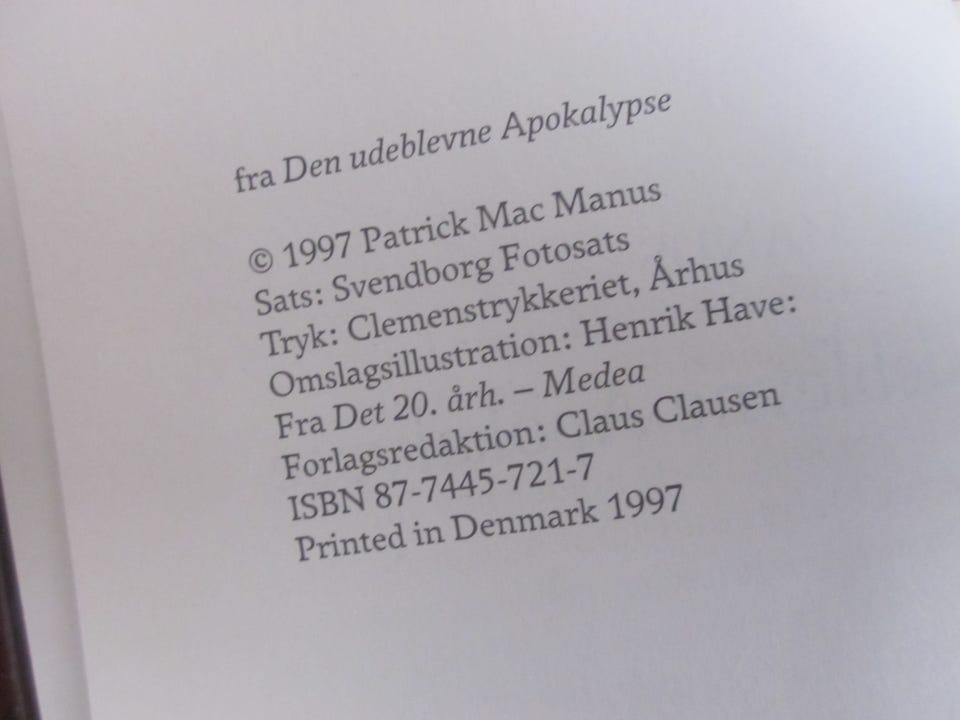 fra Den udeblevne Apokalypse
© 1997 Patrick Mac Manus
Sats: Svendborg Fotosats
Tryk: Clemenstrykkeriet, Århus
Omslagsillustration: Henrik Have:
Fra Det 20. årh. – Medea
Forlagsredaktion: Claus Clausen
ISBN 87-7445-721-7
Printed in Denmark 1997